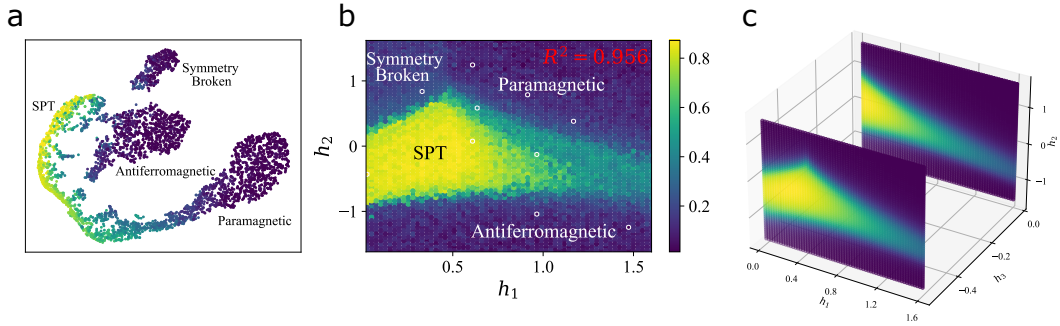 a
Symmetry
Broken
SPT
Antiferromagnetic
Paramagnetic
b
R² = 0.956
Symmetry
Broken
Paramagnetic
SPT
Antiferromagnetic
h₂
1
0
−1
0.5
1.0
1.5
h₁
0.8
0.6
0.4
0.2
c
1
0
−1
h₂
0.0
−0.2
−0.4
h₃
0.0
0.4
0.8
1.2
1.6
h₁